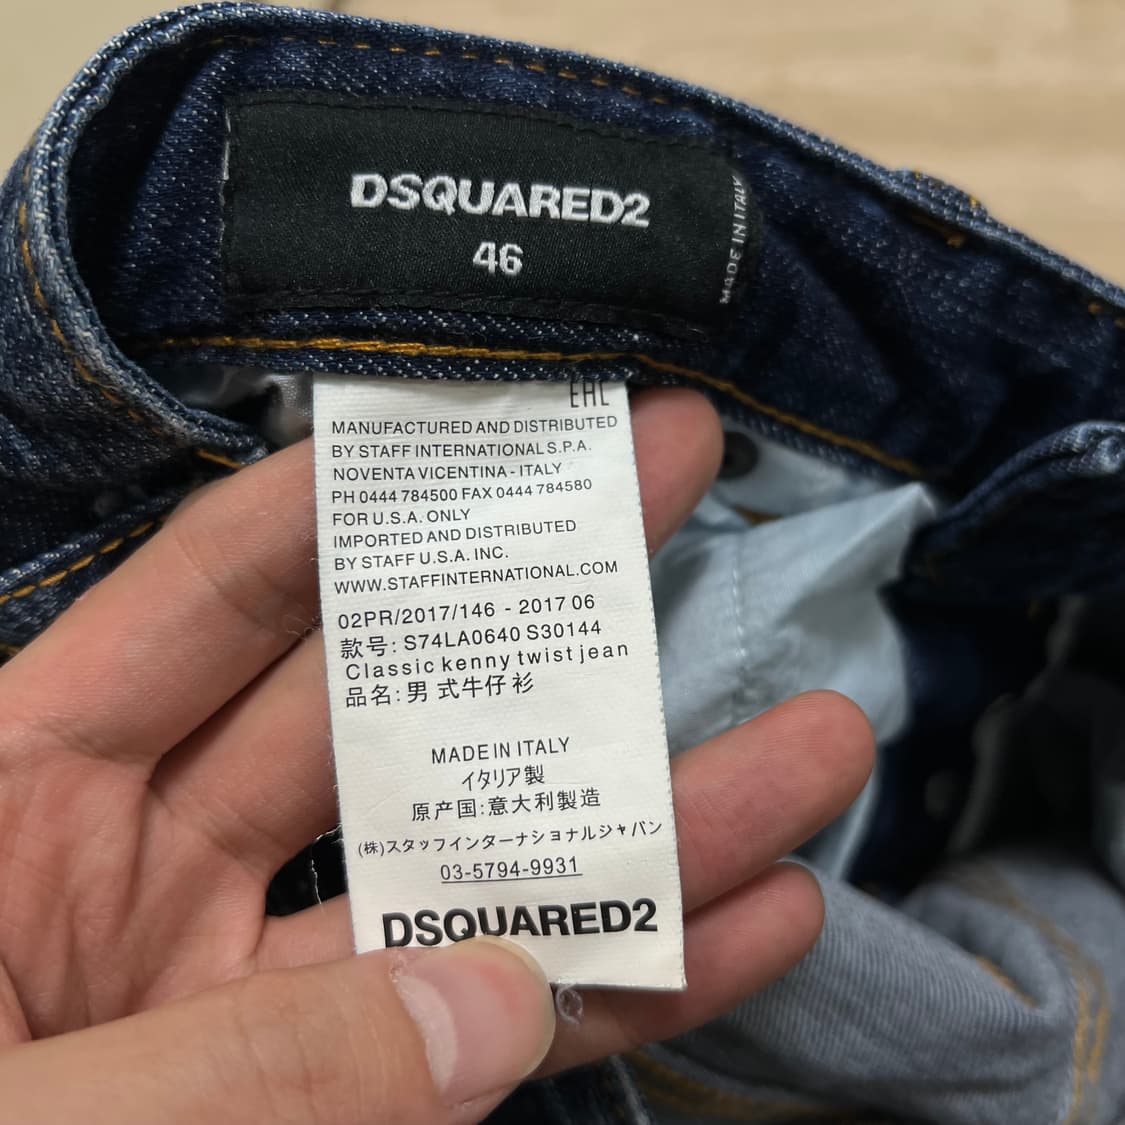 DSQUARED2
46
MADE IN ITALY
EAC
MANUFACTURED AND DISTRIBUTED
BY STAFF INTERNATIONAL S.P.A.
NOVENTA VICENTINA - ITALY
PH 0444 784500 FAX 0444 784580
FOR U.S.A. ONLY
IMPORTED AND DISTRIBUTED
BY STAFF U.S.A. INC.
WWW.STAFFINTERNATIONAL.COM
02PR/2017/146 - 2017 06
款号: S74LA0640 S30144
Classic kenny twist jean
品名: 男 式牛仔 衫
MADE IN ITALY
イタリア製
原产国:意大利製造
(株)スタッフインターナショナルジャパン
03-5794-9931
DSQUARED2